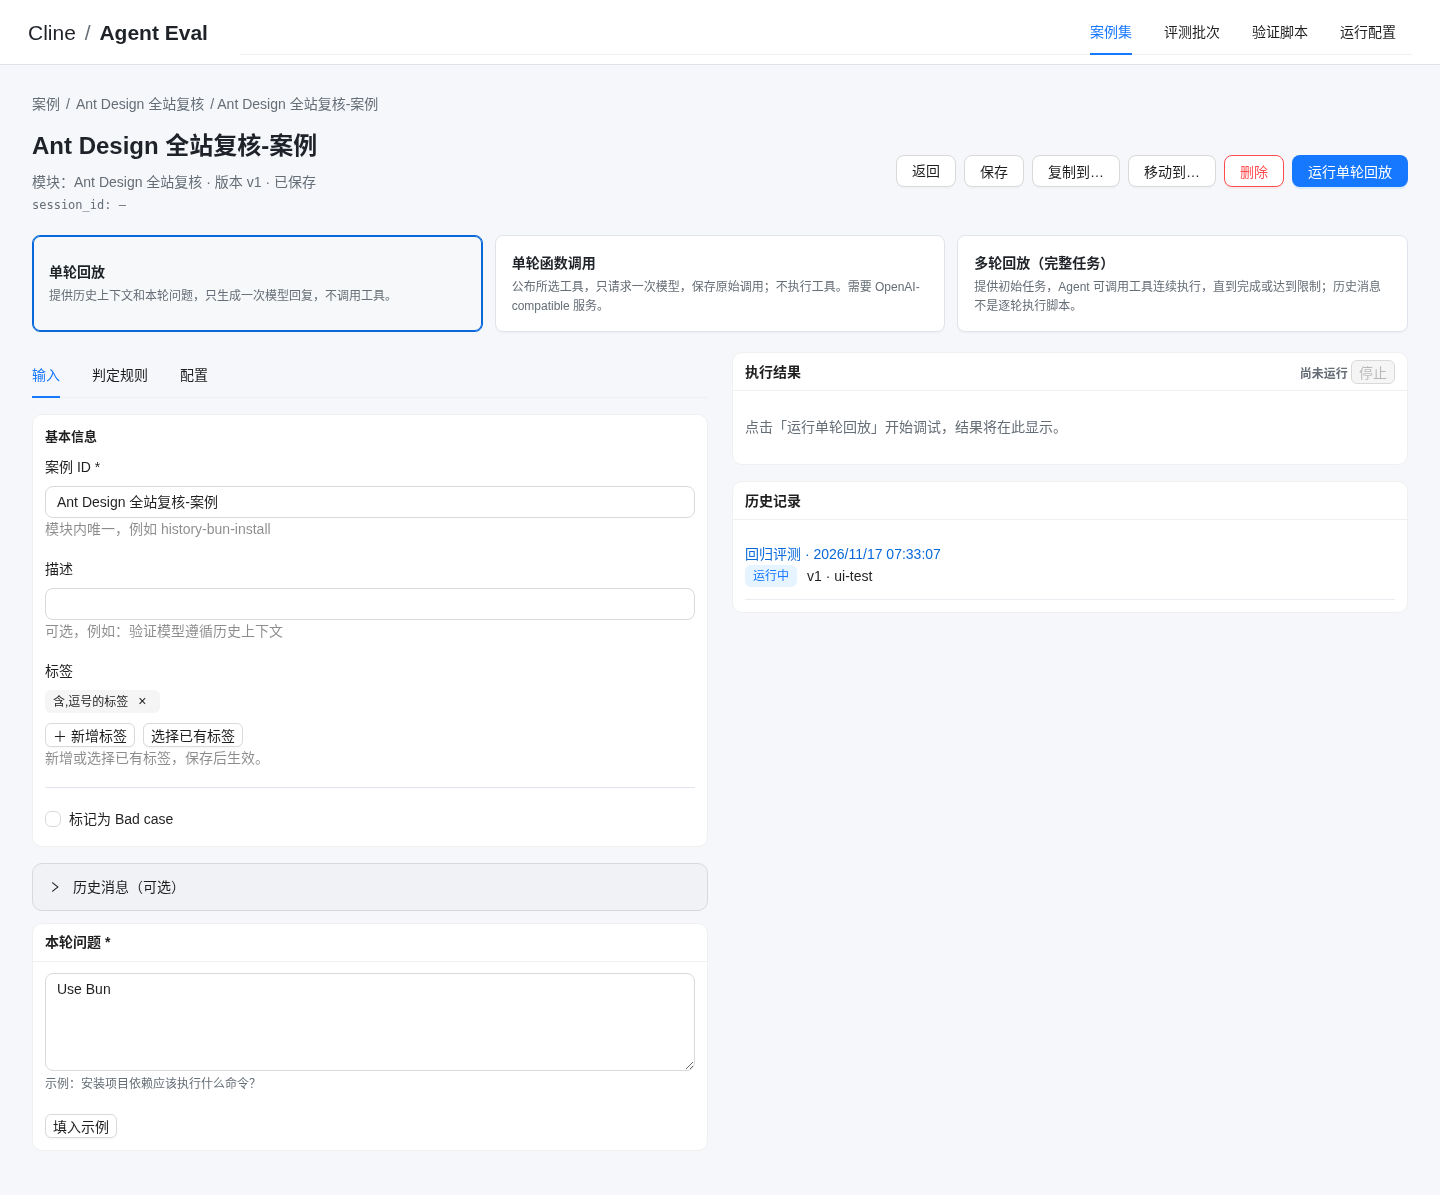 Cline / Agent Eval
案例集 评测批次 验证脚本 运行配置
案例 / Ant Design 全站复核 / Ant Design 全站复核-案例
Ant Design 全站复核-案例
模块：Ant Design 全站复核 · 版本 v1 · 已保存
session_id: —
返回 保存 复制到… 移动到… 删除 运行单轮回放
单轮回放
提供历史上下文和本轮问题，只生成一次模型回复，不调用工具。
单轮函数调用
公布所选工具，只请求一次模型，保存原始调用；不执行工具。需要 OpenAI-
compatible 服务。
多轮回放（完整任务）
提供初始任务，Agent 可调用工具连续执行，直到完成或达到限制；历史消息
不是逐轮执行脚本。
输入 判定规则 配置
基本信息
案例 ID *
Ant Design 全站复核-案例
模块内唯一，例如 history-bun-install
描述
可选，例如：验证模型遵循历史上下文
标签
含,逗号的标签 ×
＋ 新增标签 选择已有标签
新增或选择已有标签，保存后生效。
标记为 Bad case
历史消息（可选）
本轮问题 *
Use Bun
示例：安装项目依赖应该执行什么命令？
填入示例
执行结果
尚未运行 停止
点击「运行单轮回放」开始调试，结果将在此显示。
历史记录
回归评测 · 2026/11/17 07:33:07
运行中 v1 · ui-test